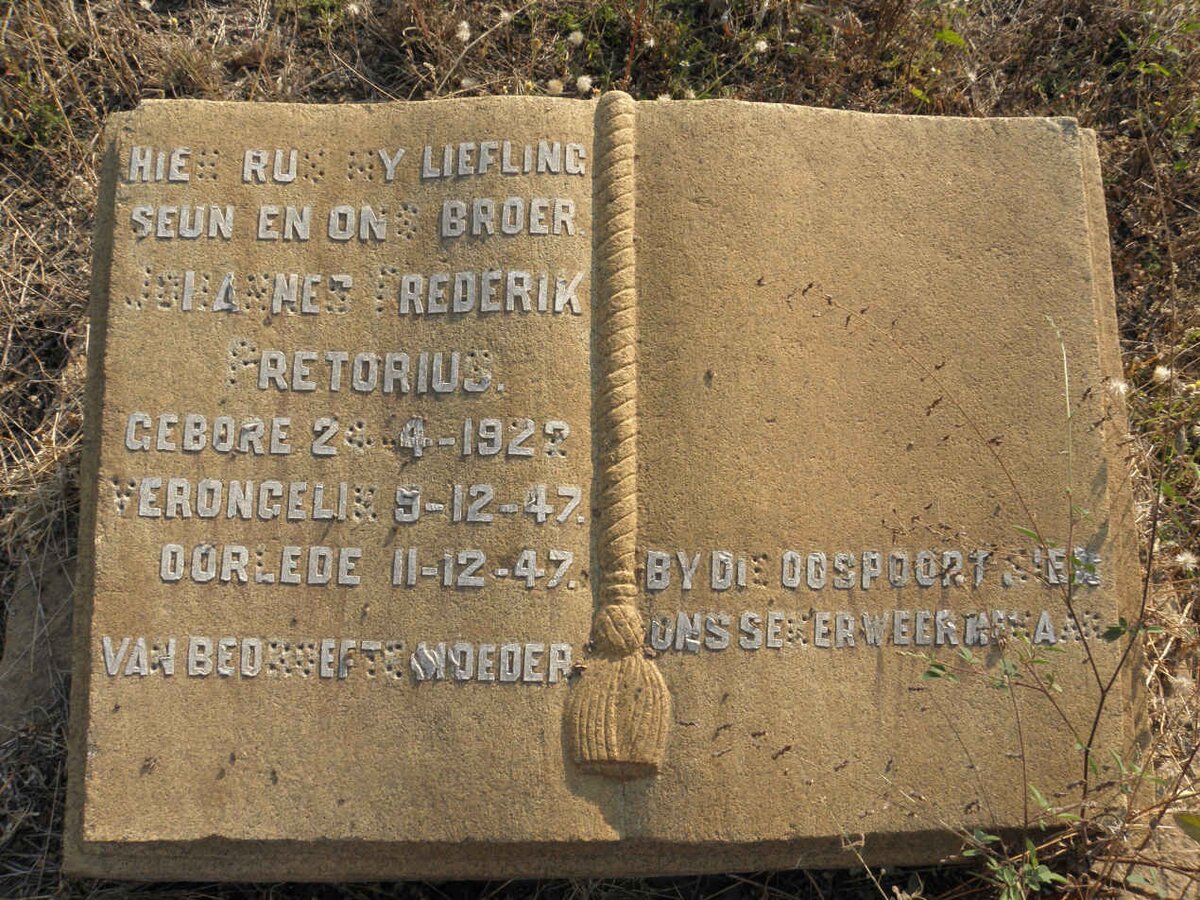 HIER RUS MY LIEFLING
SEUN EN ONS BROER.
JOHANNES FREDERIK
PRETORIUS.
GEBORE -4-1922
VERONGELUK 9-12-47.
OORLEDE 11-12-47.
VAN BEDROEFDE MOEDER
BY DIE OOSPOORT SIEN
ONS SEKER WEER MEKAAR